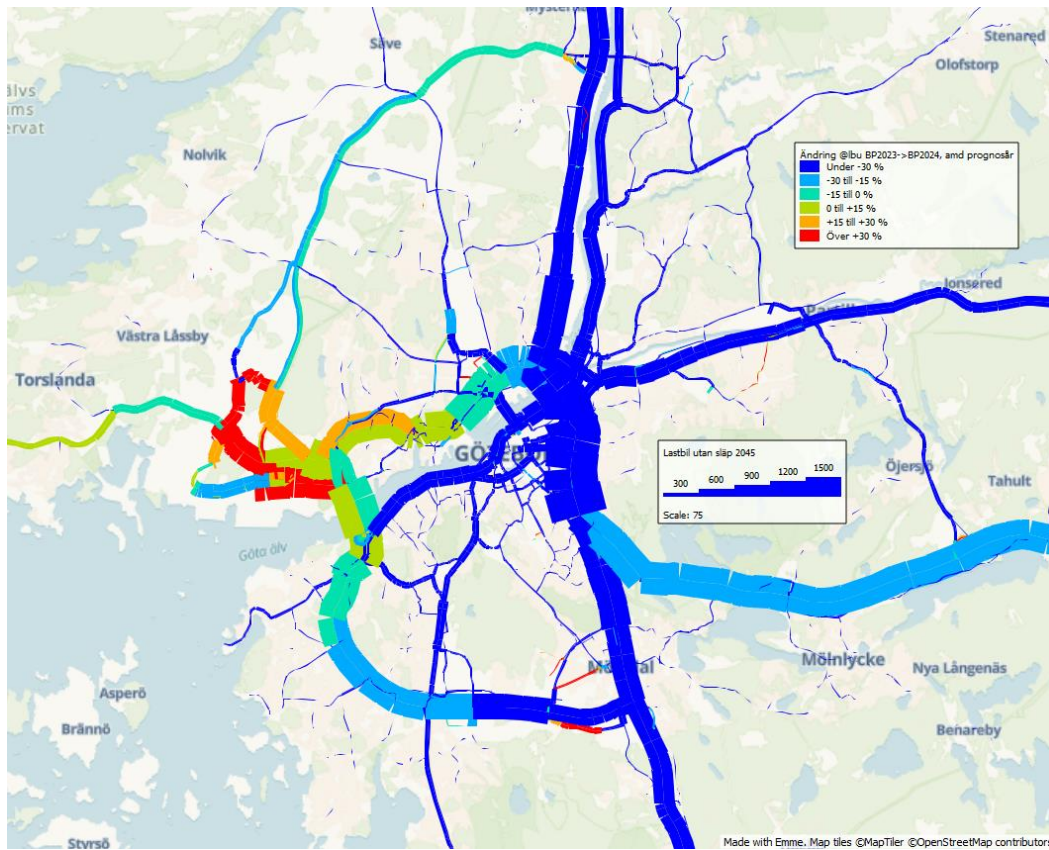 Säve
Stenared
Olofstorp
Nolvik
Ändring @lbu BP2023->BP2024, amd prognosår
Under -30 %
-30 till -15 %
-15 till 0 %
0 till +15 %
+15 till +30 %
Över +30 %
Jonsered
Västra Låssby
Torslanda
Lastbil utan släp 2045
300 600 900 1200 1500
Scale: 75
Öjersjö
Tahult
Göta älv
Mölnlycke
Nya Långenäs
Asperö
Brännö
Benareby
Styrsö
Made with Emme. Map tiles ©MapTiler ©OpenStreetMap contributors